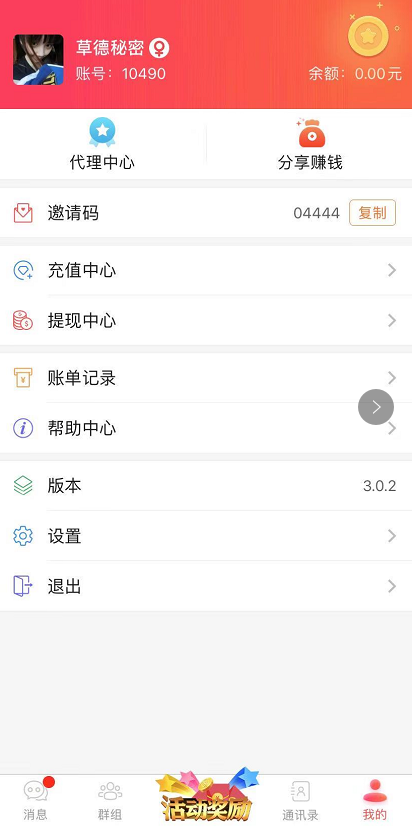 草德秘密
账号：10490
余额：0.00元
代理中心
分享赚钱
邀请码
04444 复制
充值中心
提现中心
账单记录
帮助中心
版本
3.0.2
设置
退出
消息
群组
活动奖励
通讯录
我的